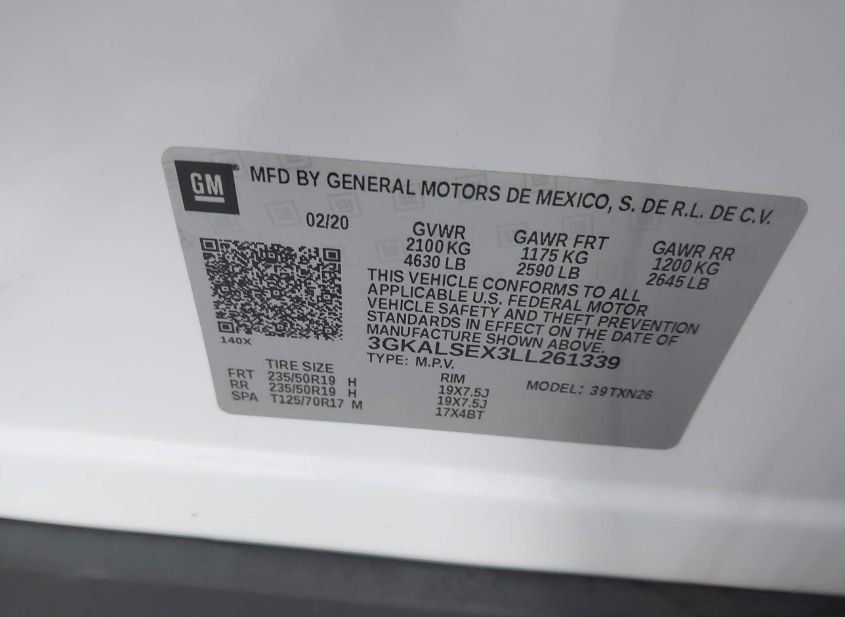 GM
MFD BY GENERAL MOTORS DE MEXICO, S. DE R.L. DE C.V.
02/20
GVWR
2100 KG
4630 LB
GAWR FRT
1175 KG
2590 LB
GAWR RR
1200 KG
2645 LB
THIS VEHICLE CONFORMS TO ALL
APPLICABLE U.S. FEDERAL MOTOR
VEHICLE SAFETY AND THEFT PREVENTION
STANDARDS IN EFFECT ON THE DATE OF
MANUFACTURE SHOWN ABOVE.
3GKALSEX3LL261339
TYPE: M.P.V.
MODEL: 39TXN26
140X
TIRE SIZE
RIM
FRT 235/50R19 H 19X7.5J
RR 235/50R19 H 19X7.5J
SPA T125/70R17 M 17X4BT